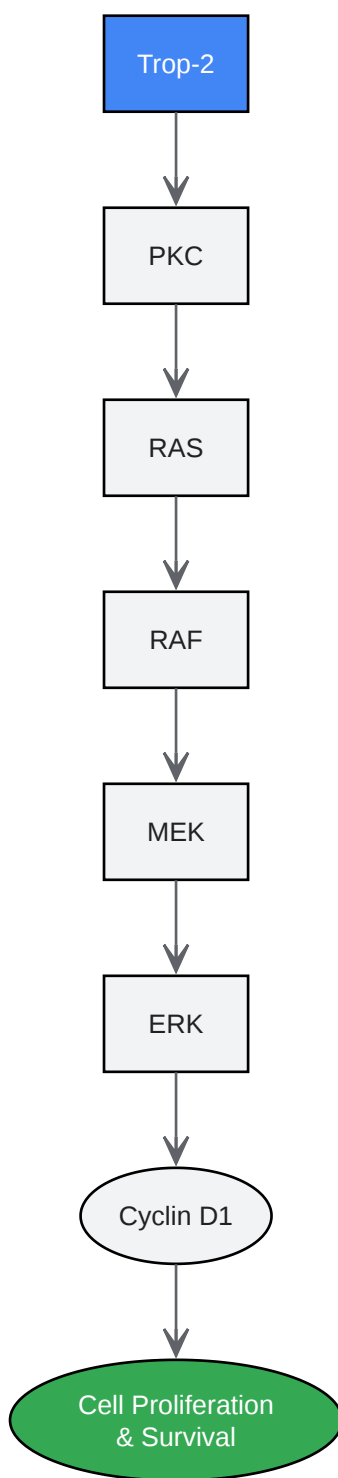 Trop-2
PKC
RAS
RAF
MEK
ERK
Cyclin D1
Cell Proliferation
& Survival